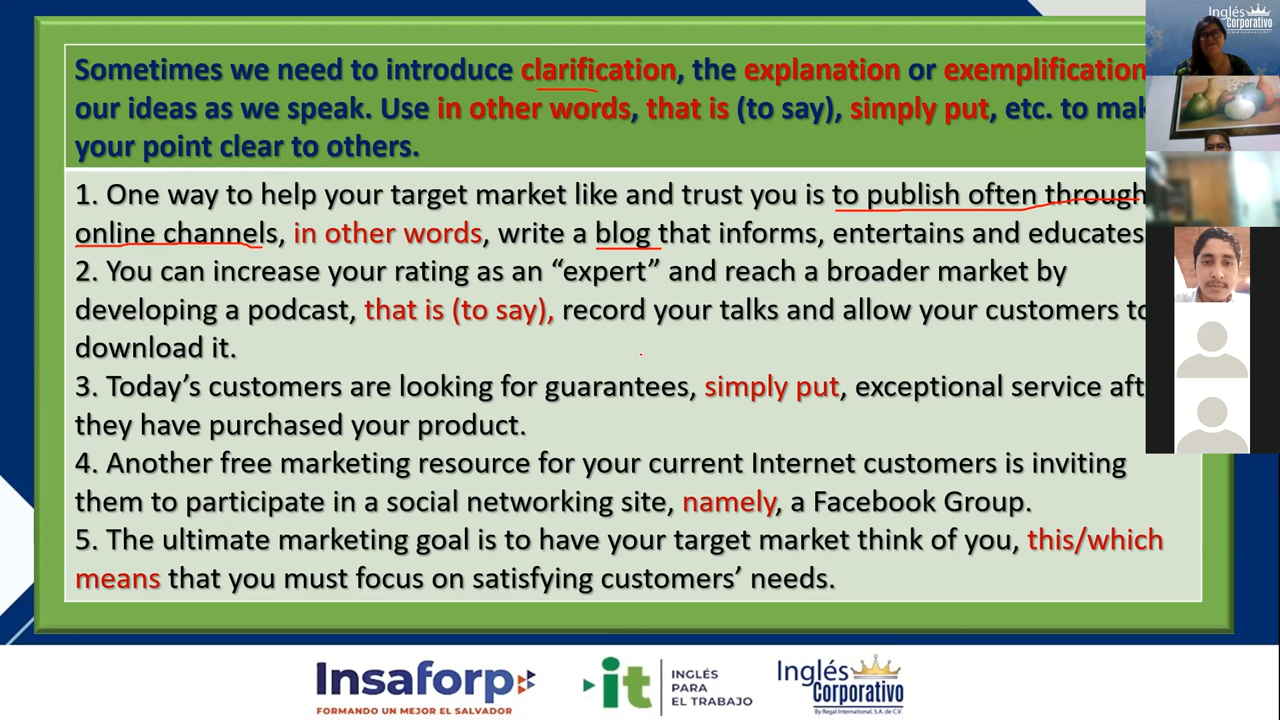 Sometimes we need to introduce clarification, the explanation or exemplification
our ideas as we speak. Use in other words, that is (to say), simply put, etc. to
your point clear to others.
1. One way to help your target market like and trust you is to publish often through
online channels, in other words, write a blog that informs, entertains and educates
2. You can increase your rating as an “expert” and reach a broader market by
developing a podcast, that is (to say), record your talks and allow your customers to
download it.
3. Today’s customers are looking for guarantees, simply put, exceptional service
they have purchased your product.
4. Another free marketing resource for your current Internet customers is inviting
them to participate in a social networking site, namely, a Facebook Group.
5. The ultimate marketing goal is to have your target market think of you, this/which
means that you must focus on satisfying customers’ needs.
Inglés
Corporativo
Insaforp
FORMANDO UN MEJOR EL SALVADOR
it
INGLÉS
PARA
EL TRABAJO
Inglés
Corporativo
By Regal International, S.A. de C.V.